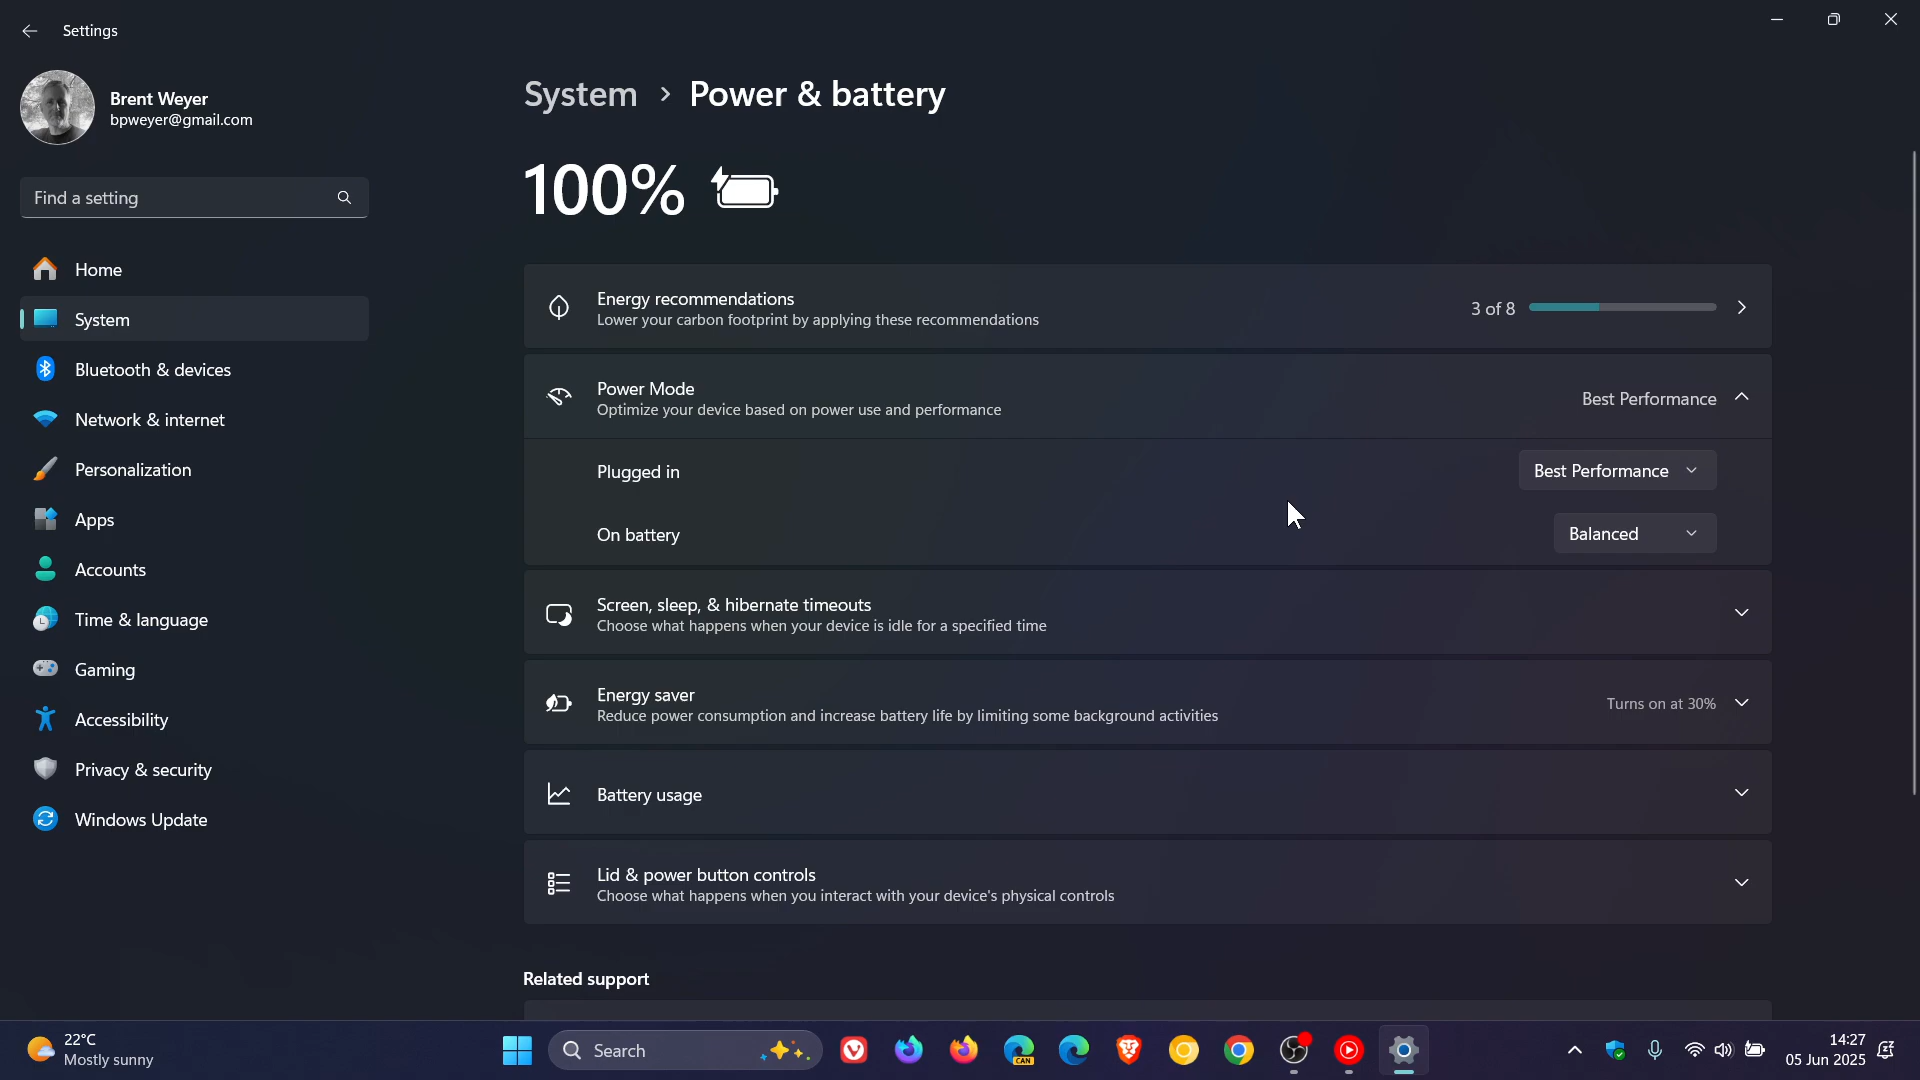 Settings
Brent Weyer
bpweyer@gmail.com
Find a setting
Home
System
Bluetooth & devices
Network & internet
Personalization
Apps
Accounts
Time & language
Gaming
Accessibility
Privacy & security
Windows Update
System > Power & battery
100%
Energy recommendations
Lower your carbon footprint by applying these recommendations
3 of 8
Power Mode
Optimize your device based on power use and performance
Best Performance
Plugged in
Best Performance
On battery
Balanced
Screen, sleep, & hibernate timeouts
Choose what happens when your device is idle for a specified time
Energy saver
Reduce power consumption and increase battery life by limiting some background activities
Turns on at 30%
Battery usage
Lid & power button controls
Choose what happens when you interact with your device's physical controls
Related support
22°C
Mostly sunny
Search
CAN
14:27
05 Jun 2025